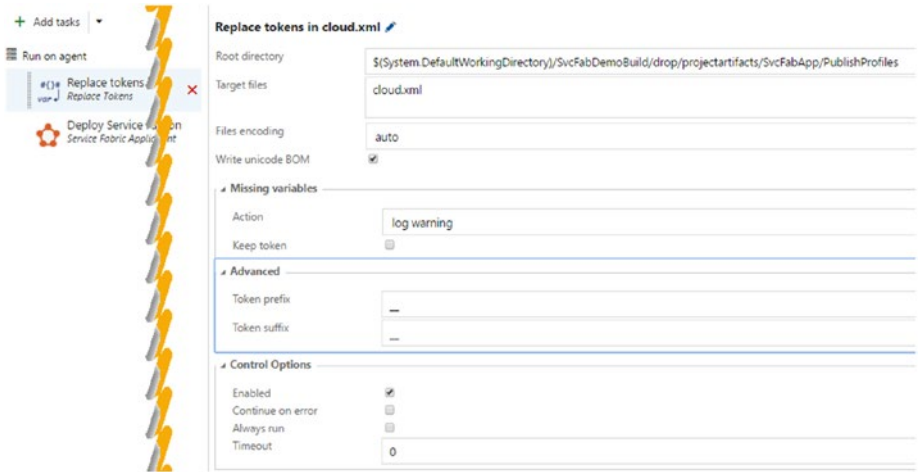 + Add tasks
Run on agent
Replace tokens
Replace Tokens
Deploy Service
Service Fabric
Replace tokens in cloud.xml
Root directory
$(System.DefaultWorkingDirectory)/SvcFabDemoBuild/drop/projectartifacts/SvcFabApp/PublishProfiles
Target files
cloud.xml
Files encoding
auto
Write unicode BOM
Missing variables
Action
log warning
Keep token
Advanced
Token prefix
__
Token suffix
__
Control Options
Enabled
Continue on error
Always run
Timeout
0